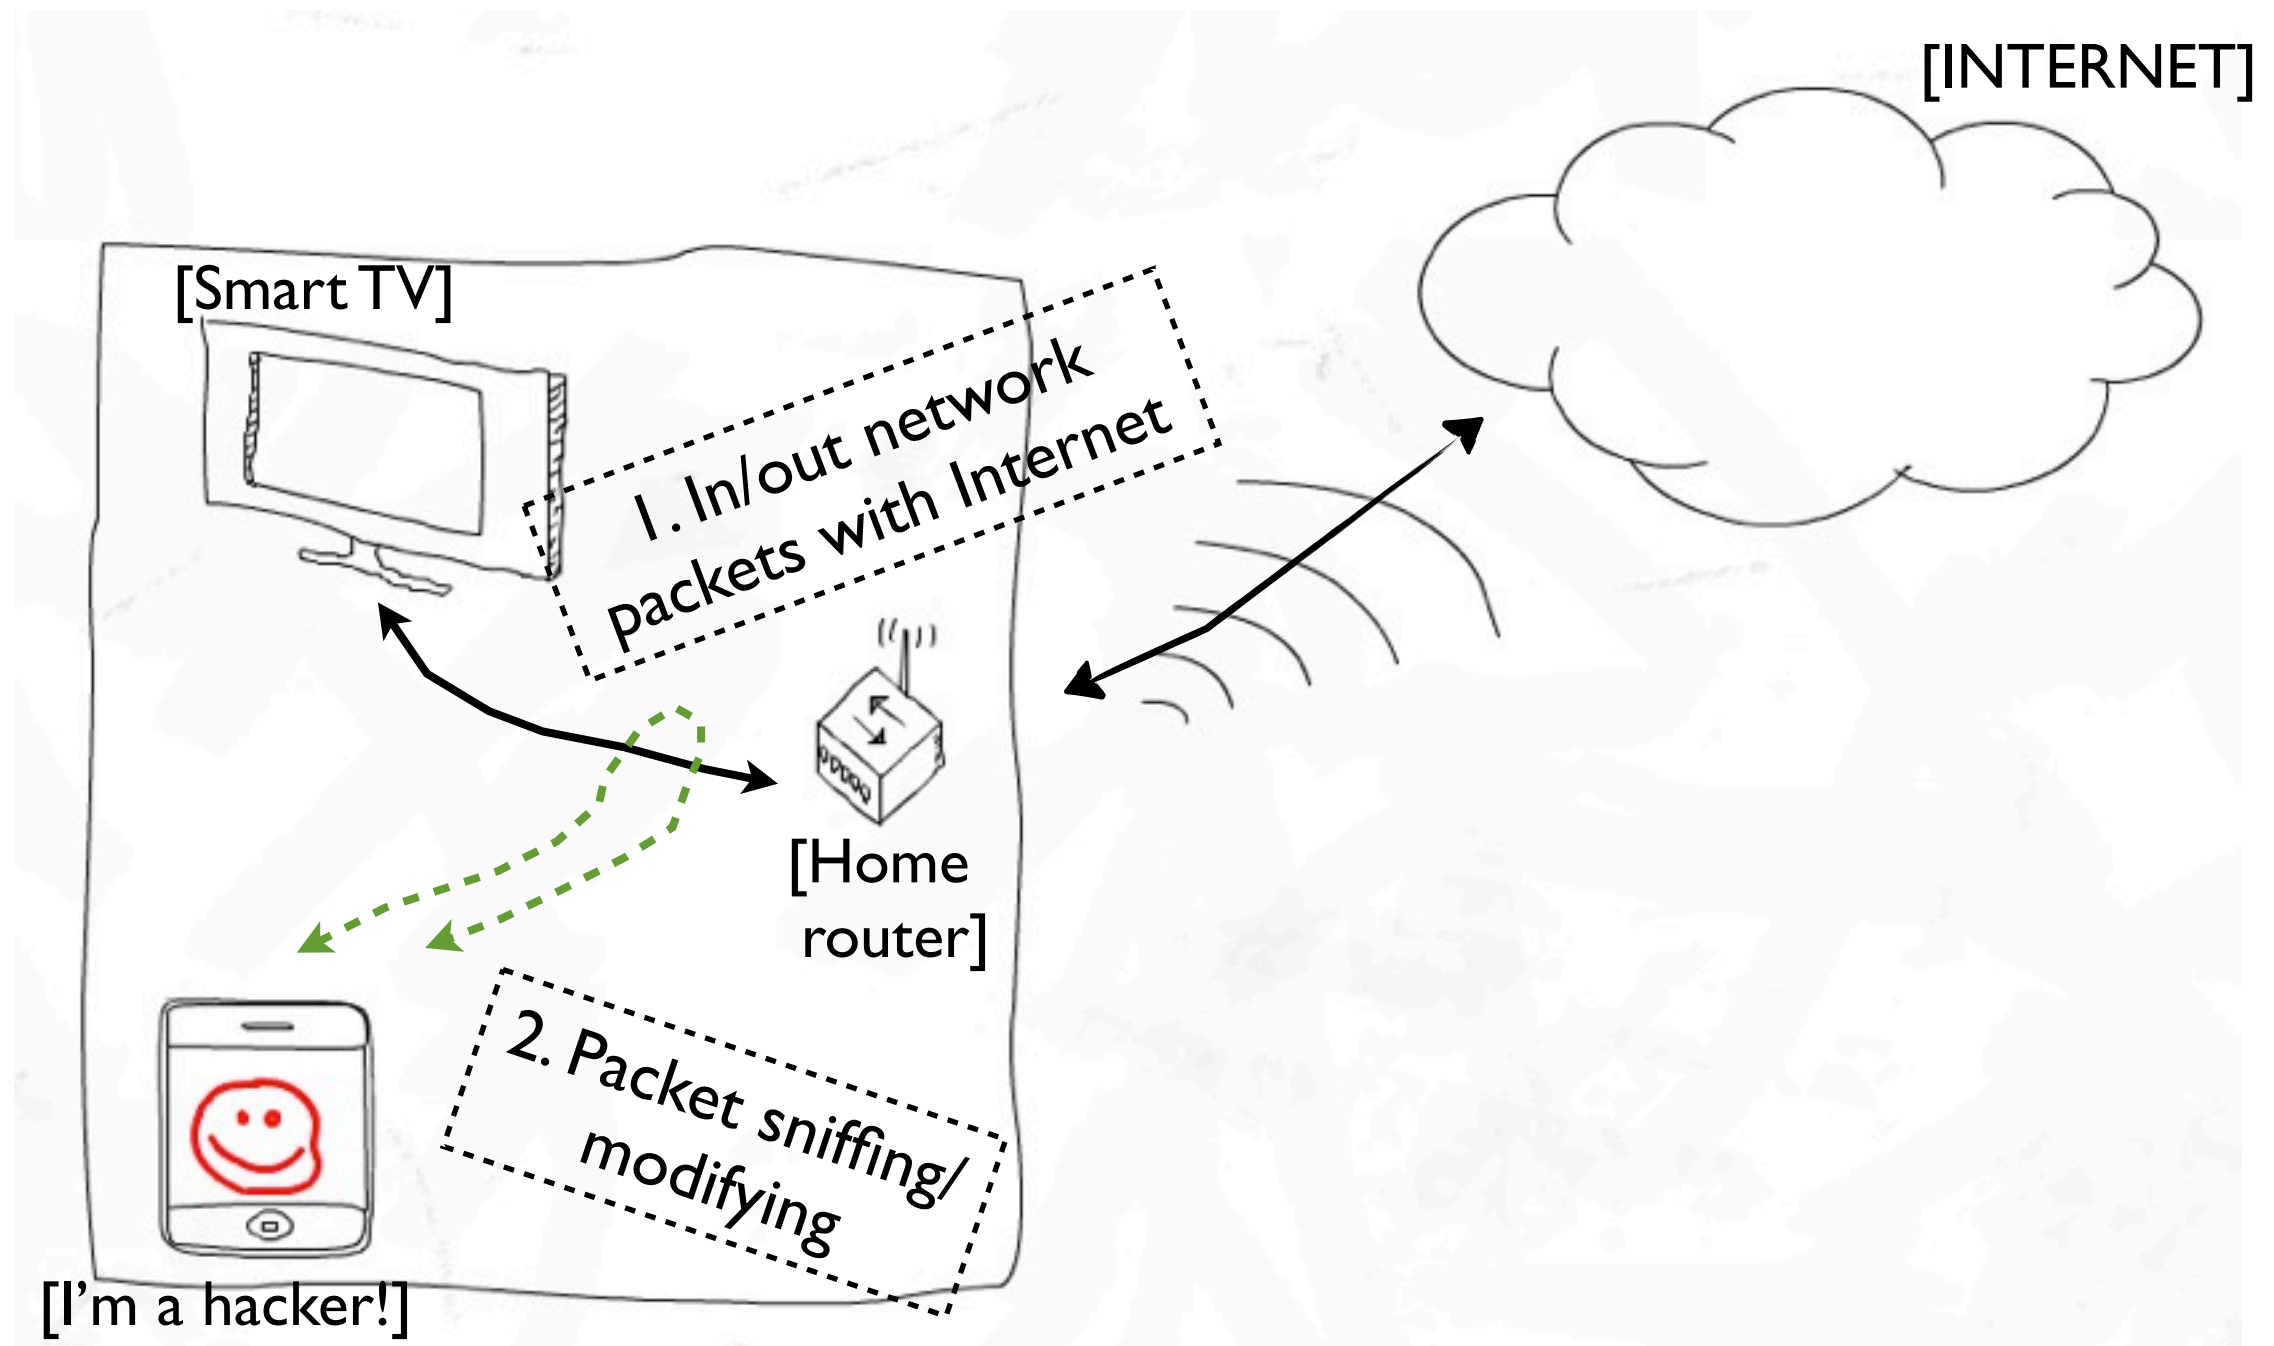 [INTERNET]
[Smart TV]
1. In/out network
packets with Internet
[Home
router]
2. Packet sniffing/
modifying
[I'm a hacker!]